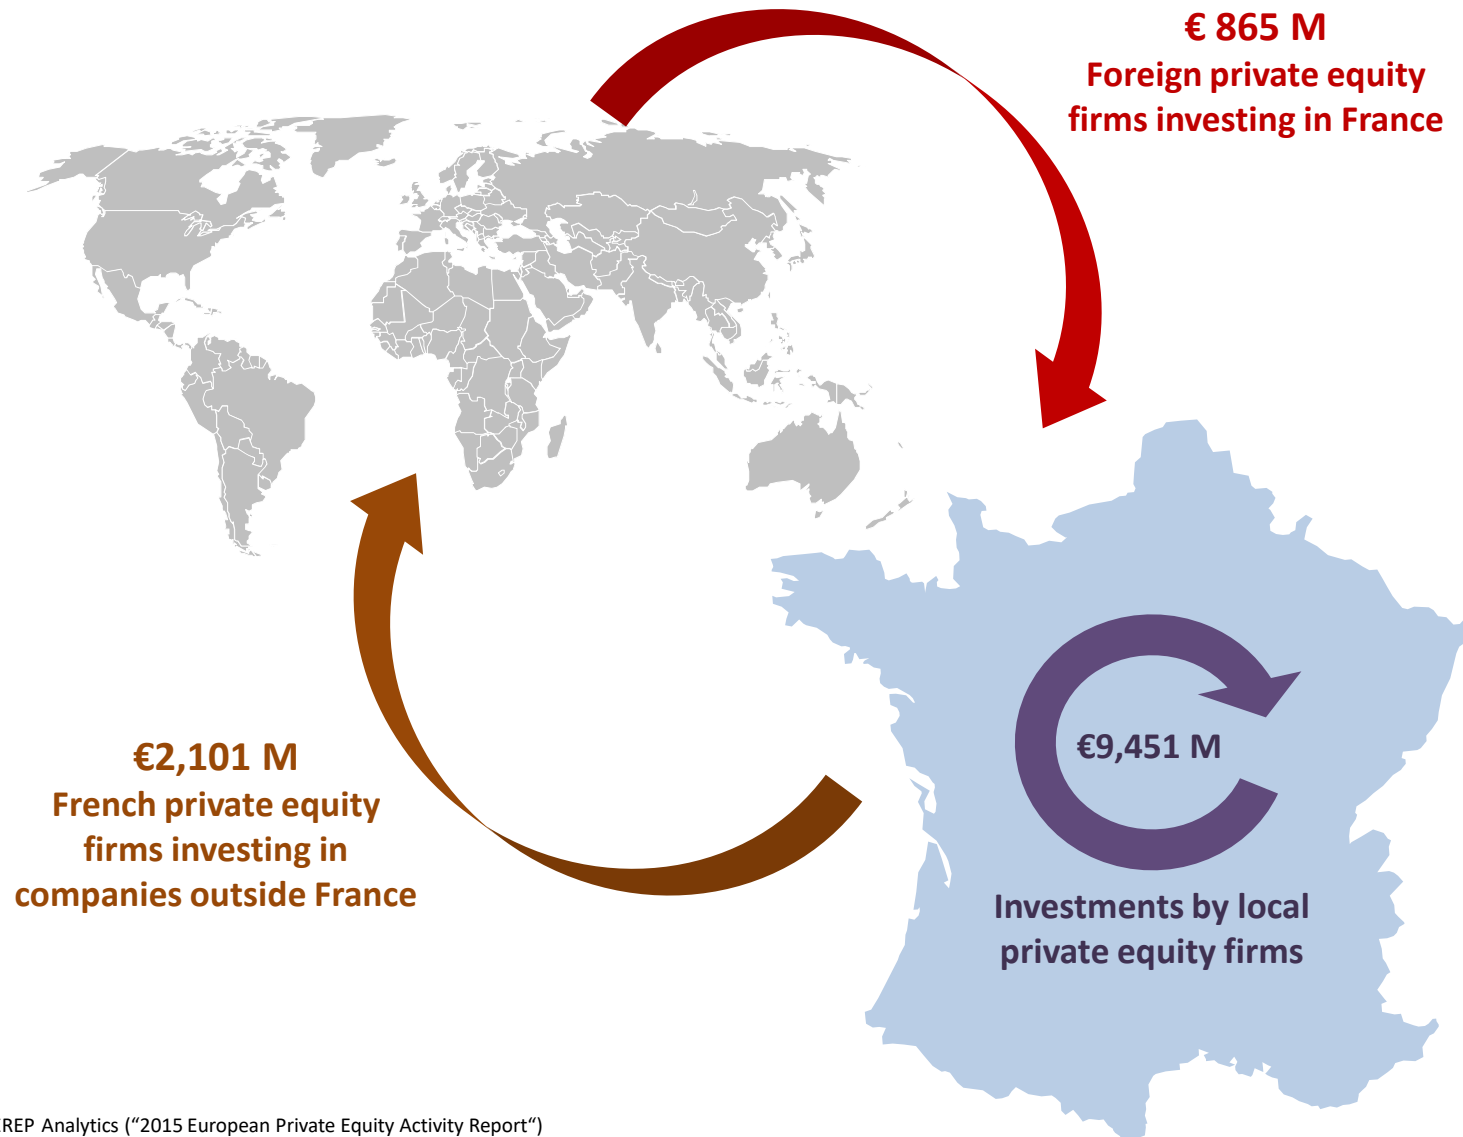 € 865 M
Foreign private equity
firms investing in France
€9,451 M
Investments by local
private equity firms
€2,101 M
French private equity
firms investing in
companies outside France
Analytics (“2015 European Private Equity Activity Report“)